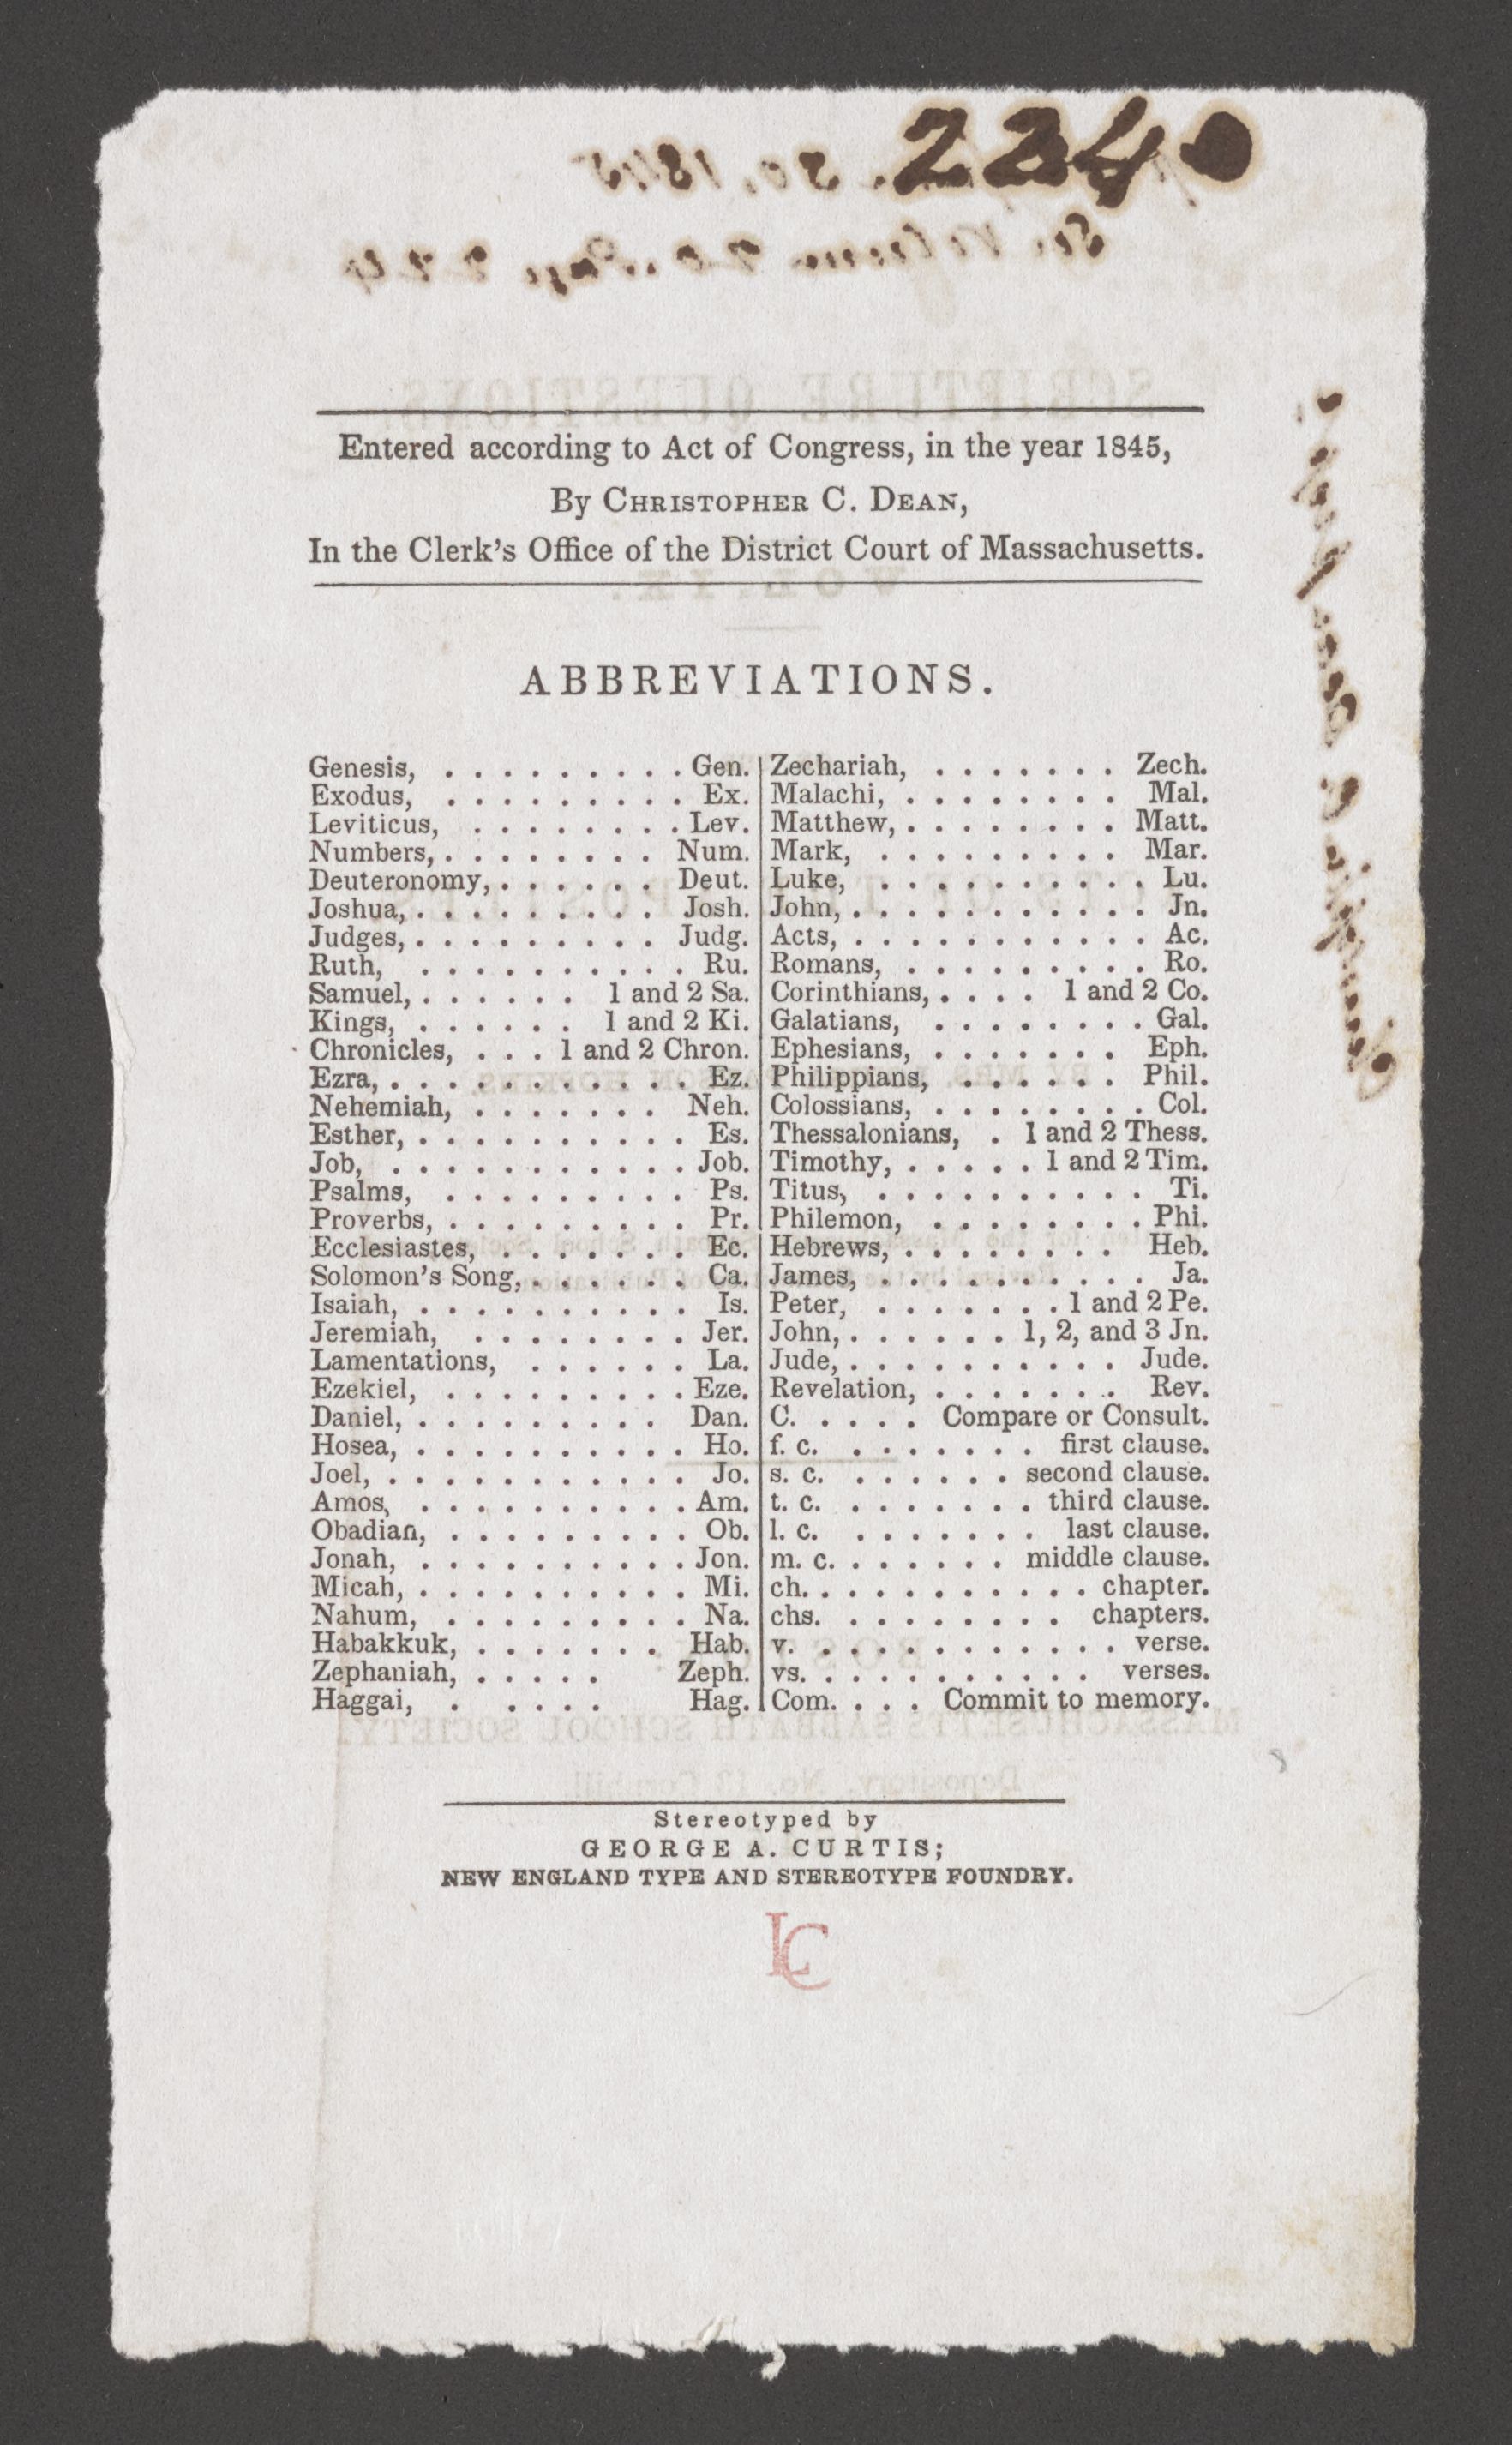 224
Entered according to Act of Congress, in the year 1845,
By CHRISTOPHER C. DEAN,
In the Clerk's Office of the District Court of Massachusetts.
ABBREVIATIONS.
Genesis, . . . . . . . . . Gen.
Exodus, . . . . . . . . . Ex.
Leviticus, . . . . . . . . Lev.
Numbers, . . . . . . . . Num.
Deuteronomy, . . . . . . Deut.
Joshua, . . . . . . . . . Josh.
Judges, . . . . . . . . . Judg.
Ruth, . . . . . . . . . . Ru.
Samuel, . . . . . . 1 and 2 Sa.
Kings, . . . . . . 1 and 2 Ki.
Chronicles, . . . 1 and 2 Chron.
Ezra, . . . . . . . . . . . Ez.
Nehemiah, . . . . . . . Neh.
Esther, . . . . . . . . . . Es.
Job, . . . . . . . . . . . Job.
Psalms, . . . . . . . . . Ps.
Proverbs, . . . . . . . . . Pr.
Ecclesiastes, . . . . . . . Ec.
Solomon's Song, . . . . . . Ca.
Isaiah, . . . . . . . . . . Is.
Jeremiah, . . . . . . . . Jer.
Lamentations, . . . . . . La.
Ezekiel, . . . . . . . . . Eze.
Daniel, . . . . . . . . . Dan.
Hosea, . . . . . . . . . . Ho.
Joel, . . . . . . . . . . . Jo.
Amos, . . . . . . . . . . Am.
Obadian, . . . . . . . . . Ob.
Jonah, . . . . . . . . . . Jon.
Micah, . . . . . . . . . . Mi.
Nahum, . . . . . . . . . Na.
Habakkuk, . . . . . . . Hab.
Zephaniah, . . . . . Zeph.
Haggai, . . . . . Hag.
Zechariah, . . . . . . . Zech.
Malachi, . . . . . . . . Mal.
Matthew, . . . . . . . . Matt.
Mark, . . . . . . . . . Mar.
Luke, . . . . . . . . . . Lu.
John, . . . . . . . . . . . Jn.
Acts, . . . . . . . . . . . Ac.
Romans, . . . . . . . . . Ro.
Corinthians, . . . . 1 and 2 Co.
Galatians, . . . . . . . . Gal.
Ephesians, . . . . . . . Eph.
Philippians, . . . . . . Phil.
Colossians, . . . . . . . . Col.
Thessalonians, . 1 and 2 Thess.
Timothy, . . . . . 1 and 2 Tim.
Titus, . . . . . . . . . . Ti.
Philemon, . . . . . . . . Phi.
Hebrews, . . . . . . . . Heb.
James, . . . . . . . . . . Ja.
Peter, . . . . . . . 1 and 2 Pe.
John, . . . . . . 1, 2, and 3 Jn.
Jude, . . . . . . . . . . Jude.
Revelation, . . . . . . . Rev.
C. . . . . Compare or Consult.
f. c. . . . . . . . first clause.
s. c. . . . . . . second clause.
t. c. . . . . . . . third clause.
l. c. . . . . . . . last clause.
m. c. . . . . . . middle clause.
ch. . . . . . . . . . . chapter.
chs. . . . . . . . . chapters.
v. . . . . . . . . . . . verse.
vs. . . . . . . . . . . verses.
Com. . . . Commit to memory.
Stereotyped by
GEORGE A. CURTIS;
NEW ENGLAND TYPE AND STEREOTYPE FOUNDRY.
LC